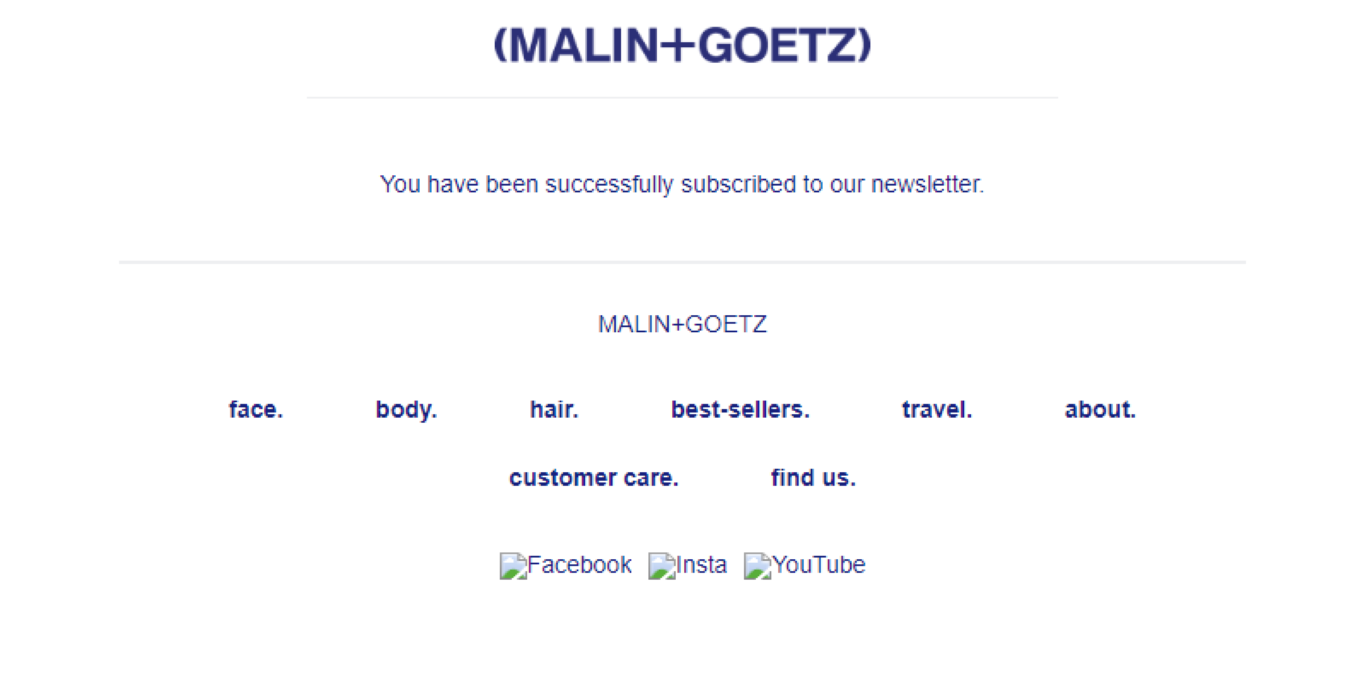 (MALIN+GOETZ)
You have been successfully subscribed to our newsletter.
MALIN+GOETZ
face. body. hair. best-sellers. travel. about.
customer care. find us.
Facebook Insta YouTube